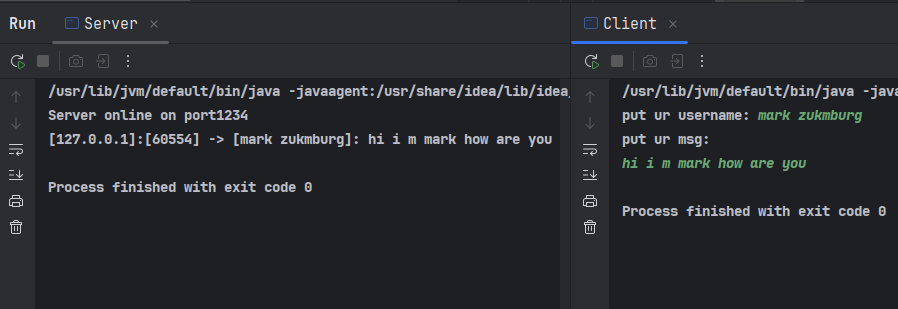 Run Server Client
/usr/lib/jvm/default/bin/java -javaagent:/usr/share/idea/lib/idea_
Server online on port1234
[127.0.0.1]:[60554] -> [mark zukmburg]: hi i m mark how are you
Process finished with exit code 0
/usr/lib/jvm/default/bin/java -java
put ur username: mark zukmburg
put ur msg:
hi i m mark how are you
Process finished with exit code 0